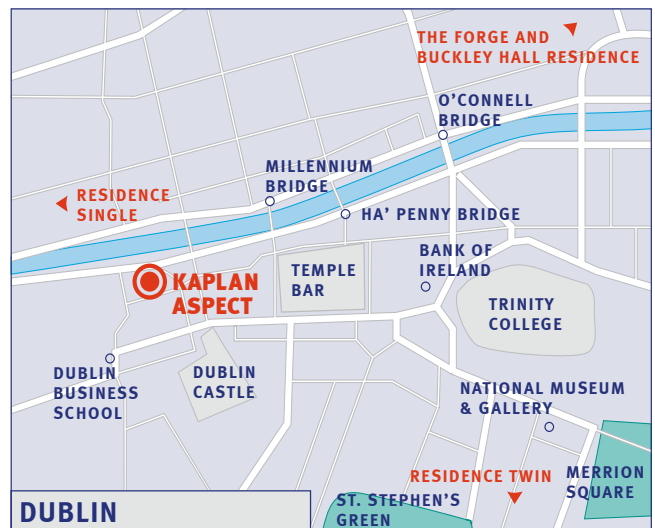 THE FORGE AND
BUCKLEY HALL RESIDENCE
O'CONNELL
BRIDGE
MILLENNIUM
BRIDGE
RESIDENCE
SINGLE
HA' PENNY BRIDGE
KAPLAN
ASPECT
TEMPLE
BAR
BANK OF
IRELAND
TRINITY
COLLEGE
DUBLIN
BUSINESS
SCHOOL
DUBLIN
CASTLE
NATIONAL MUSEUM
& GALLERY
RESIDENCE TWIN
MERRION
SQUARE
ST. STEPHEN'S
GREEN
DUBLIN